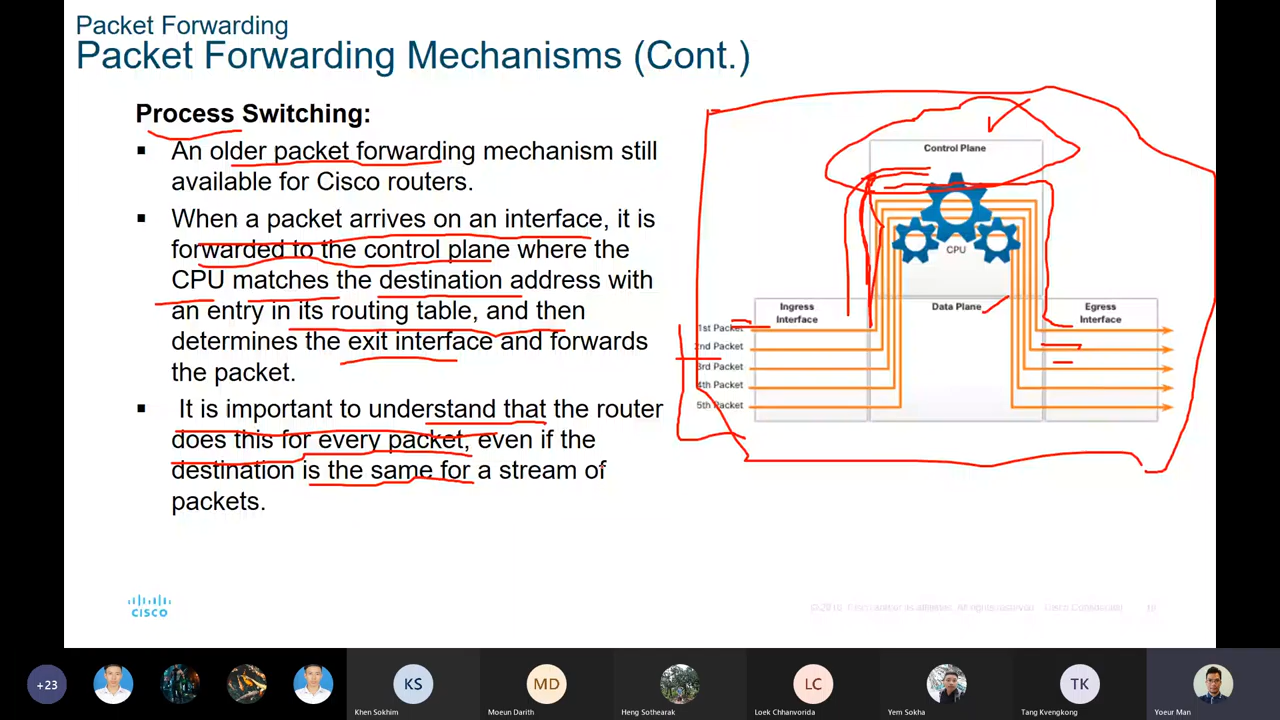 Packet Forwarding
Packet Forwarding Mechanisms (Cont.)
Process Switching:
▪ An older packet forwarding mechanism still
available for Cisco routers.
▪ When a packet arrives on an interface, it is
forwarded to the control plane where the
CPU matches the destination address with
an entry in its routing table, and then
determines the exit interface and forwards
the packet.
▪ It is important to understand that the router
does this for every packet, even if the
destination is the same for a stream of
packets.
Control Plane
CPU
Ingress
Interface
Data Plane
Egress
Interface
1st Packet
2nd Packet
3rd Packet
4th Packet
5th Packet
CISCO
+23
KS
MD
LC
TK
Khen Sokhim
Moeun Darith
Heng Sothearak
Loek Chhanvorida
Yem Sokha
Tang Kvengkong
Yoeur Man